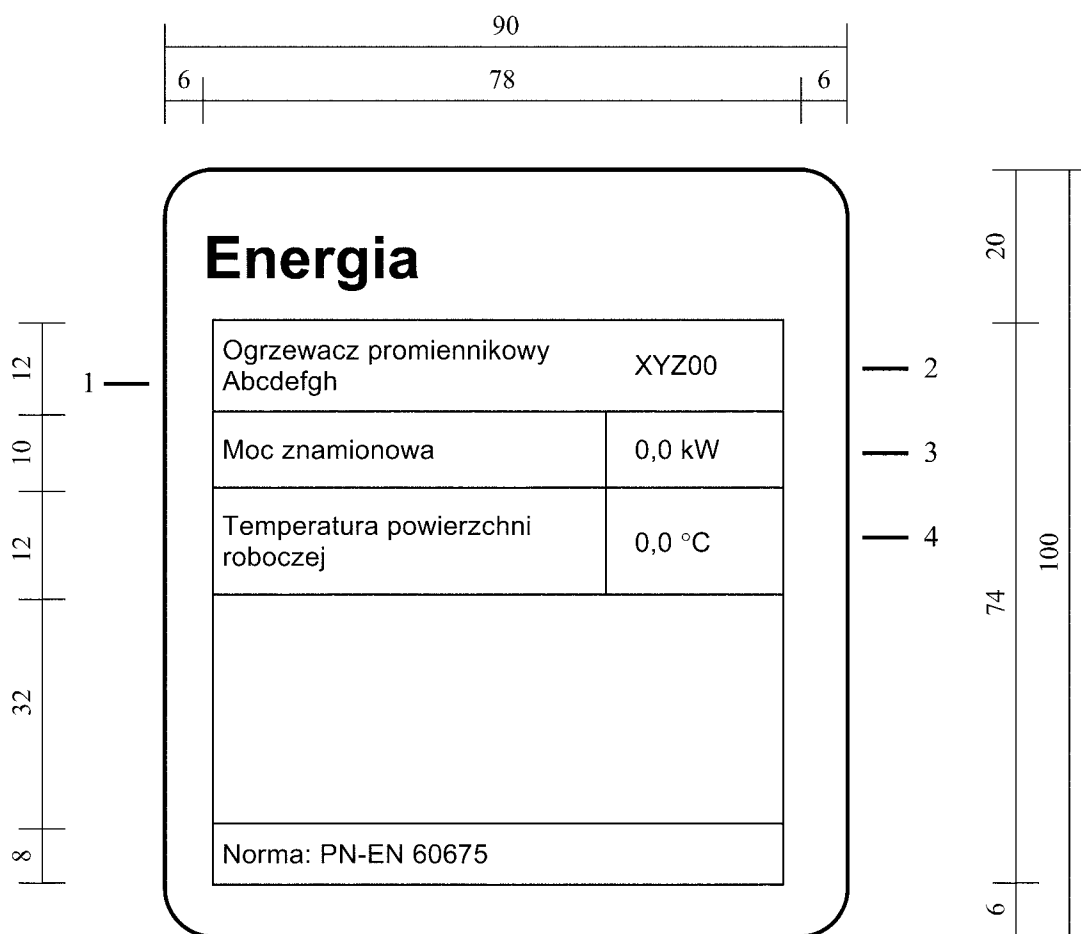 90
6 78 6
Energia
20
12
1
Ogrzewacz promiennikowy
Abcdefgh
XYZ00
2
10
Moc znamionowa
0,0 kW
3
12
Temperatura powierzchni
roboczej
0,0 °C
4
100
74
32
8
Norma: PN-EN 60675
6